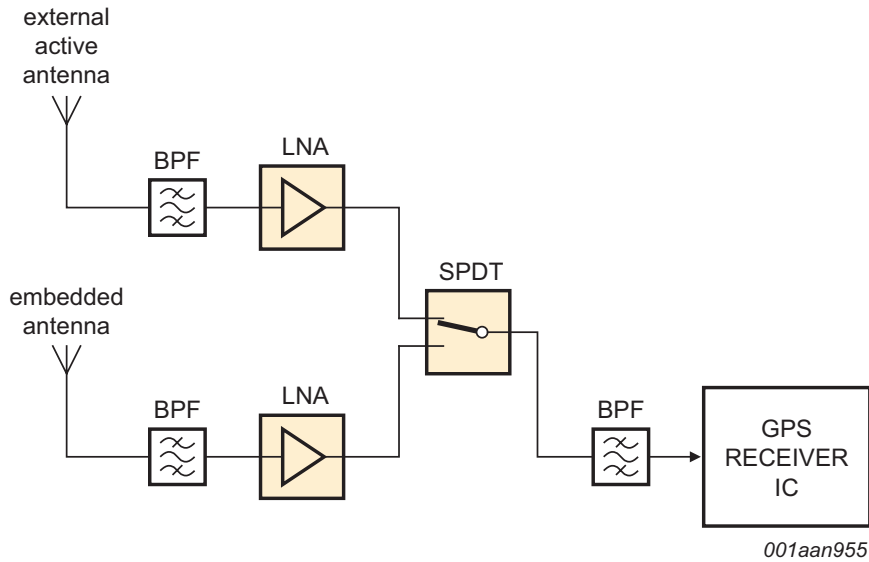 external
active
antenna
BPF
LNA
SPDT
embedded
antenna
BPF
LNA
BPF
GPS
RECEIVER
IC
001aan955